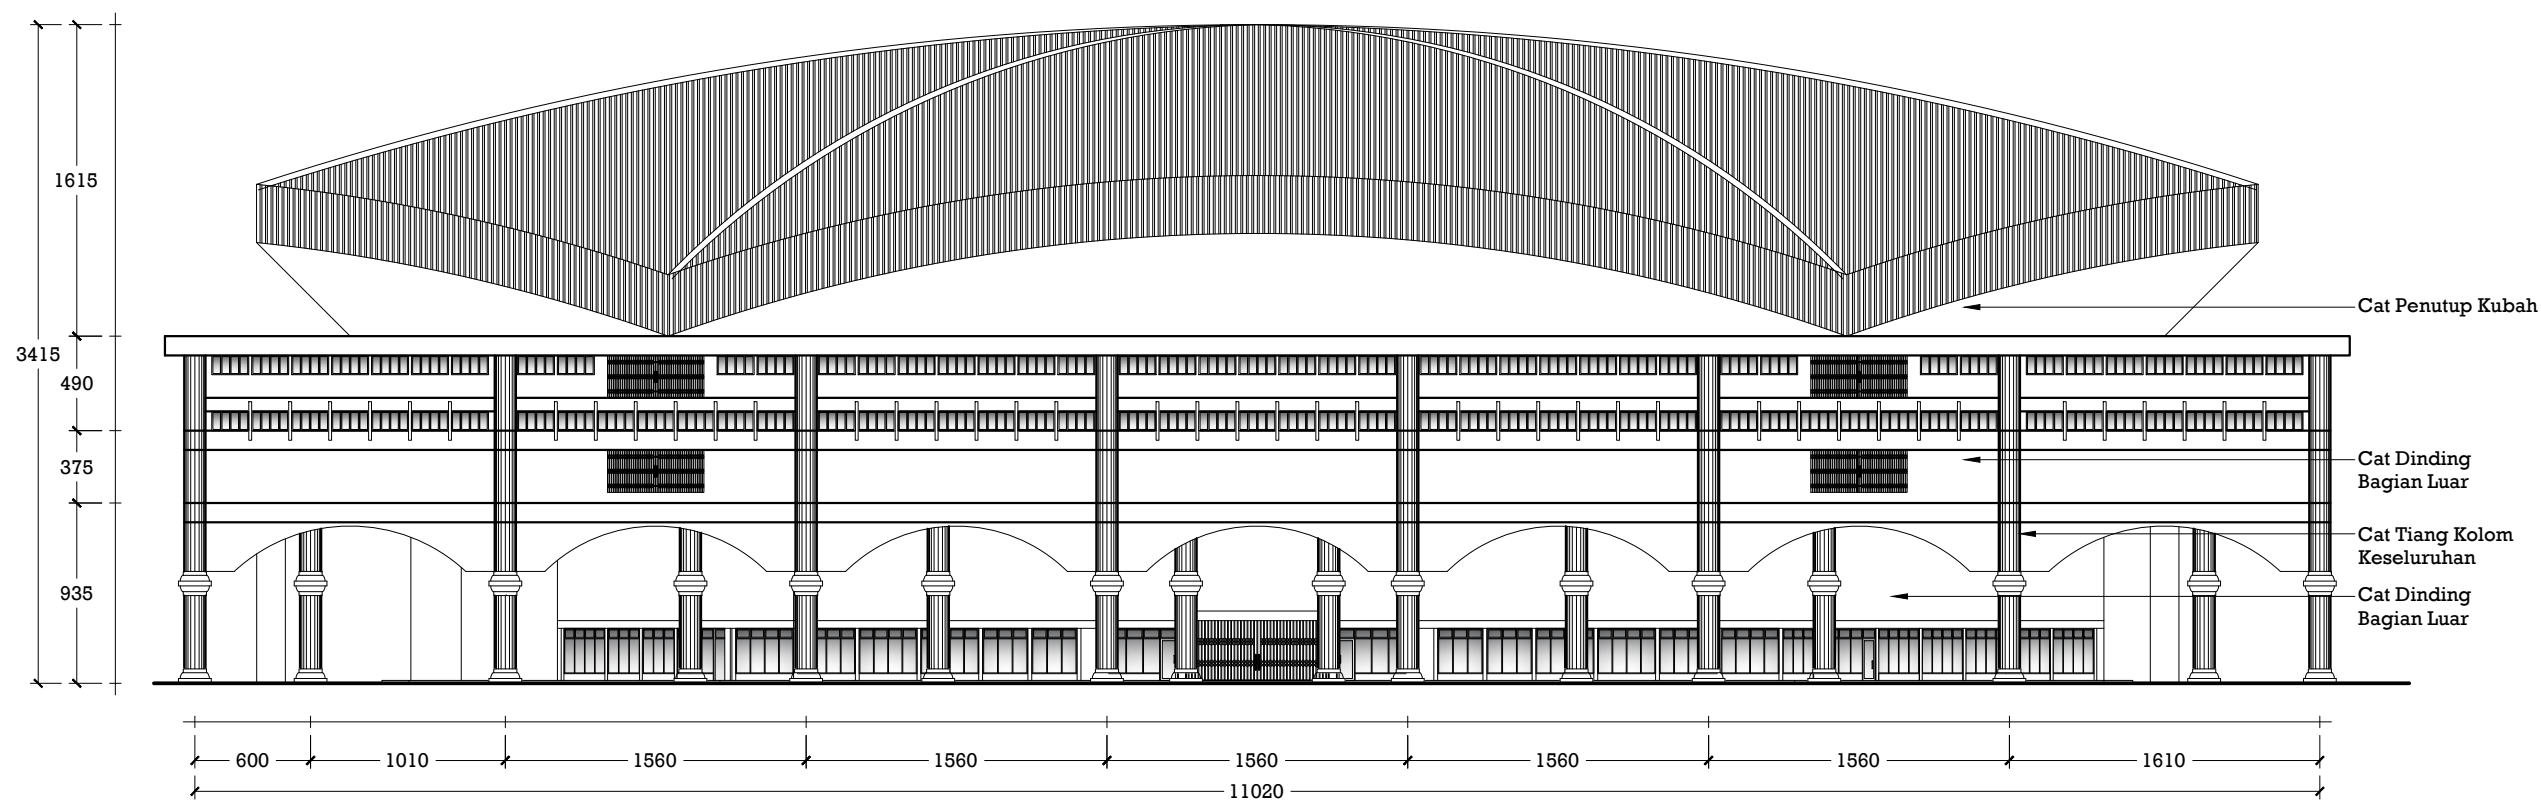 1615
3415
490
375
935
Cat Penutup Kubah
Cat Dinding
Bagian Luar
Cat Tiang Kolom
Keseluruhan
Cat Dinding
Bagian Luar
600 1010 1560 1560 1560 1560 1560 1610
11020